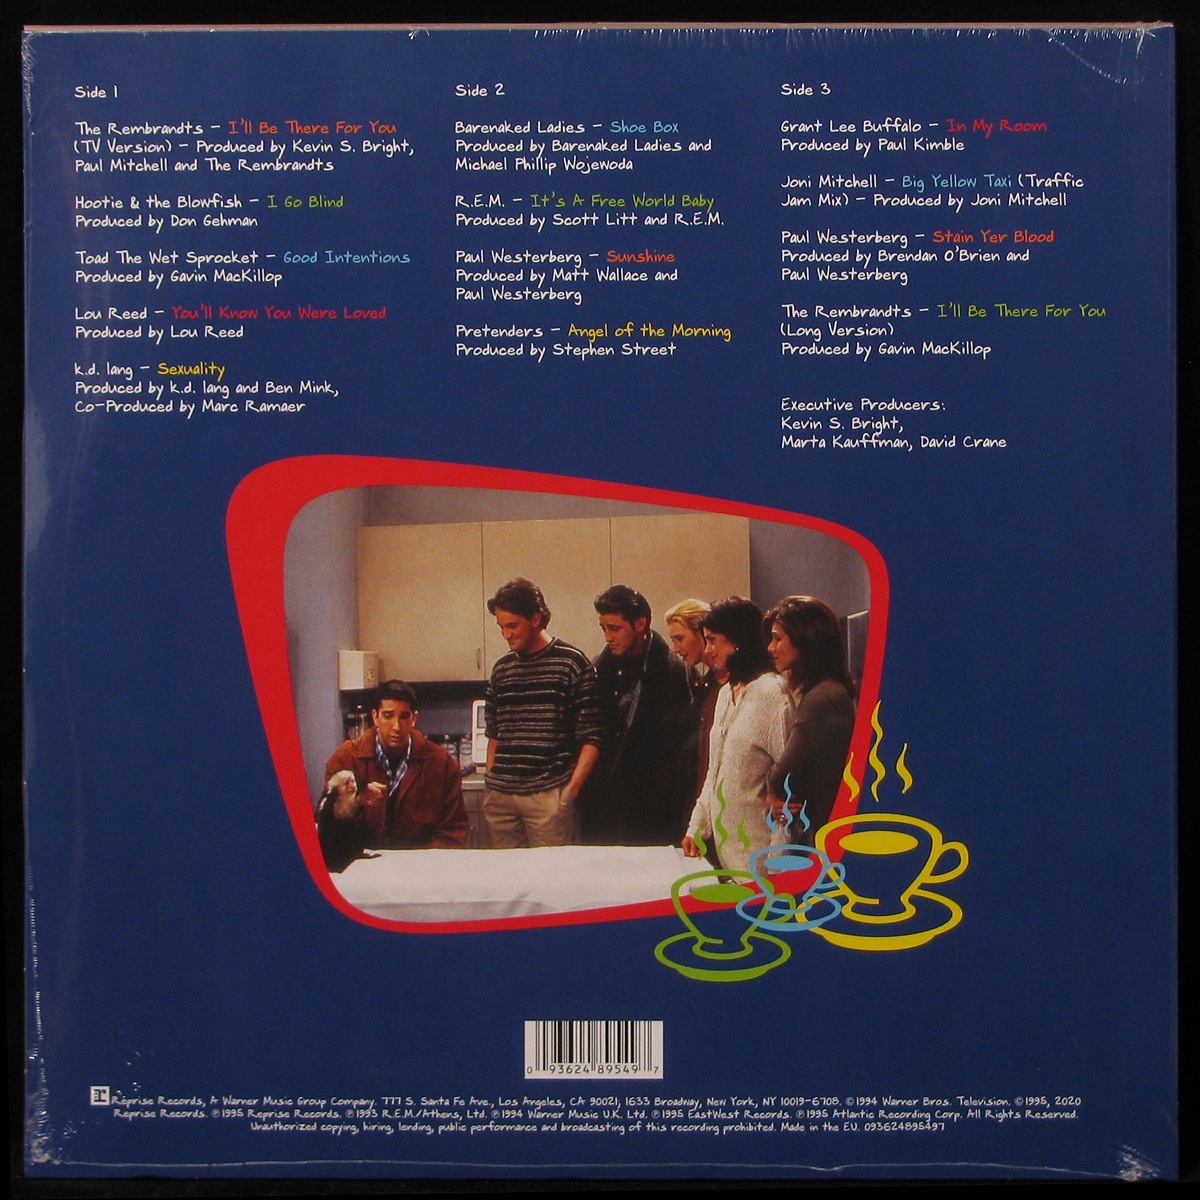 Side 1
The Rembrandts – I'll Be There For You
(TV Version) – Produced by Kevin S. Bright,
Paul Mitchell and The Rembrandts
Hootie & the Blowfish – I Go Blind
Produced by Don Gehman
Toad The Wet Sprocket – Good Intentions
Produced by Gavin MacKillop
Lou Reed – You'll Know You Were Loved
Produced by Lou Reed
k.d. lang – Sexuality
Produced by k.d. lang and Ben Mink,
Co-Produced by Marc Ramaer
Side 2
Barenaked Ladies – Shoe Box
Produced by Barenaked Ladies and
Michael Phillip Wojewoda
R.E.M. – It's A Free World Baby
Produced by Scott Litt and R.E.M.
Paul Westerberg – Sunshine
Produced by Matt Wallace and
Paul Westerberg
Pretenders – Angel of the Morning
Produced by Stephen Street
Side 3
Grant Lee Buffalo – In My Room
Produced by Paul Kimble
Joni Mitchell – Big Yellow Taxi (Traffic
Jam Mix) – Produced by Joni Mitchell
Paul Westerberg – Stain Yer Blood
Produced by Brendan O'Brien and
Paul Westerberg
The Rembrandts – I'll Be There For You
(Long Version)
Produced by Gavin MacKillop
Executive Producers:
Kevin S. Bright,
Marta Kauffman, David Crane
0 93624 89549 7
r Reprise Records, A Warner Music Group Company. 777 S. Santa Fe Ave., Los Angeles, CA 90021, 1633 Broadway, New York, NY 10019-6708. ©1994 Warner Bros. Television. ©1995, 2020
Reprise Records. ℗1995 Reprise Records. ℗1993 R.E.M./Athens, Ltd. ℗1994 Warner Music U.K. Ltd. ℗1995 EastWest Records. ℗1995 Atlantic Recording Corp. All Rights Reserved.
Unauthorized copying, hiring, lending, public performance and broadcasting of this recording prohibited. Made in the EU. 093624895497